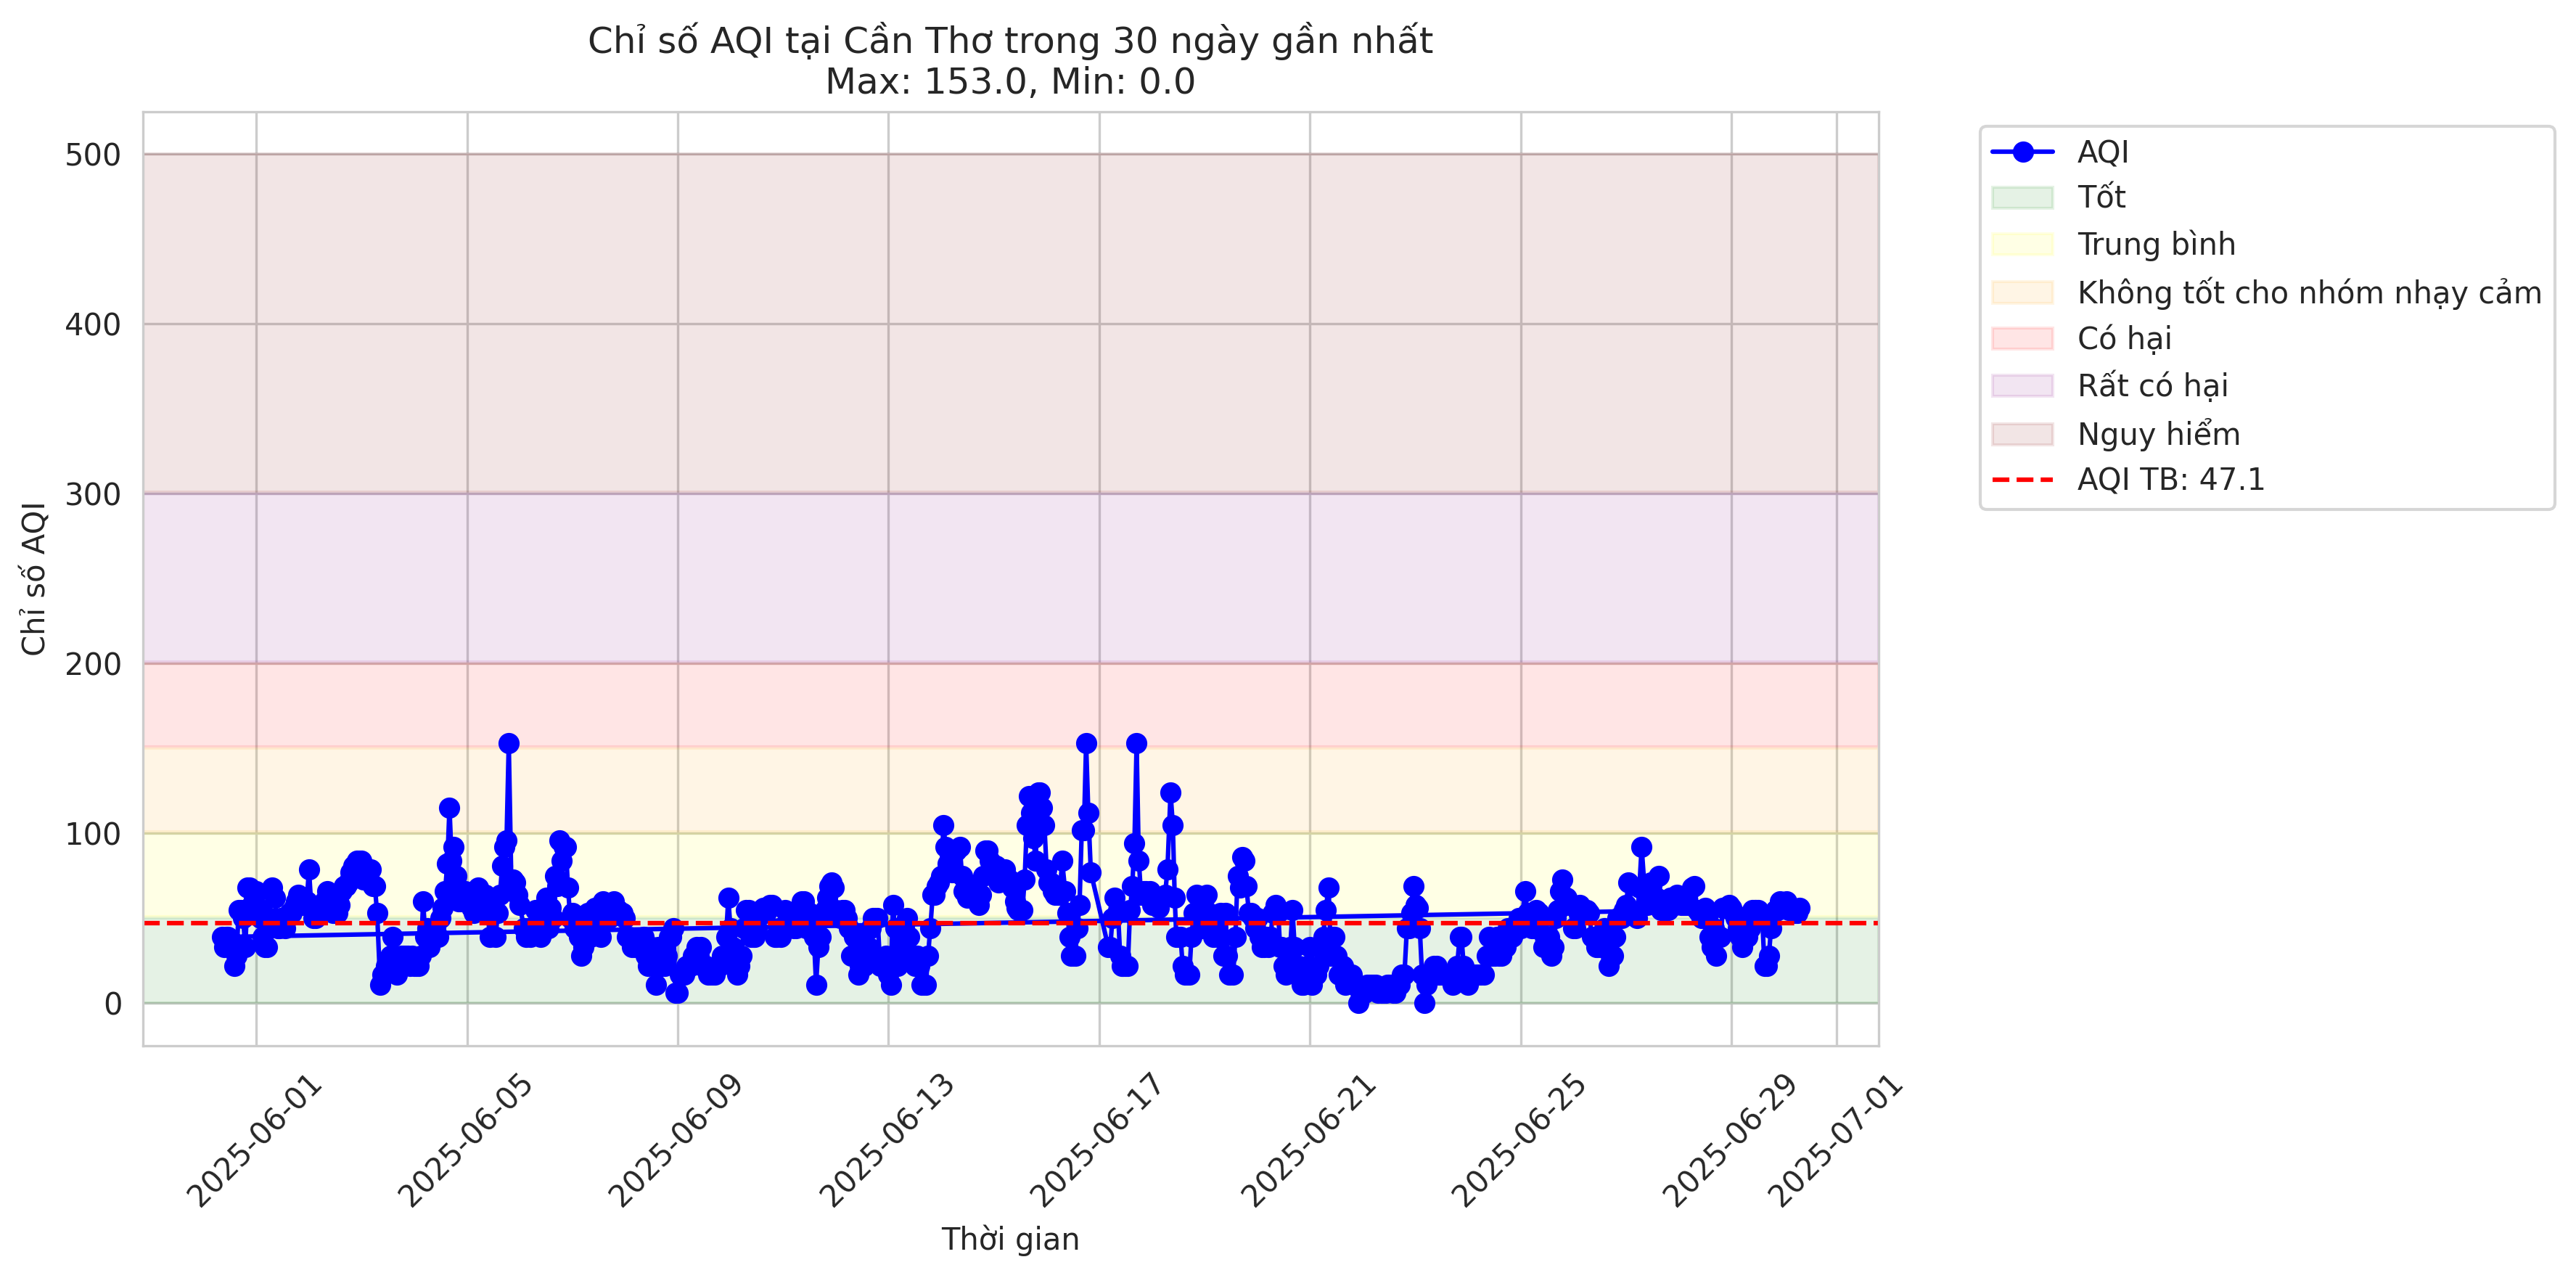 Chỉ số AQI tại Cần Thơ trong 30 ngày gần nhất
Max: 153.0, Min: 0.0
Chỉ số AQI
500
400
300
200
100
0
2025-06-01
2025-06-05
2025-06-09
2025-06-13
2025-06-17
2025-06-21
2025-06-25
2025-06-29
2025-07-01
Thời gian
AQI
Tốt
Trung bình
Không tốt cho nhóm nhạy cảm
Có hại
Rất có hại
Nguy hiểm
AQI TB: 47.1